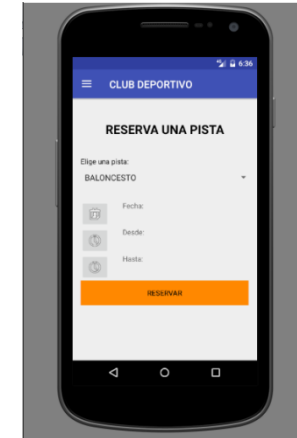 6:36
CLUB DEPORTIVO
RESERVA UNA PISTA
Elige una pista:
BALONCESTO
Fecha:
Desde:
Hasta:
RESERVAR